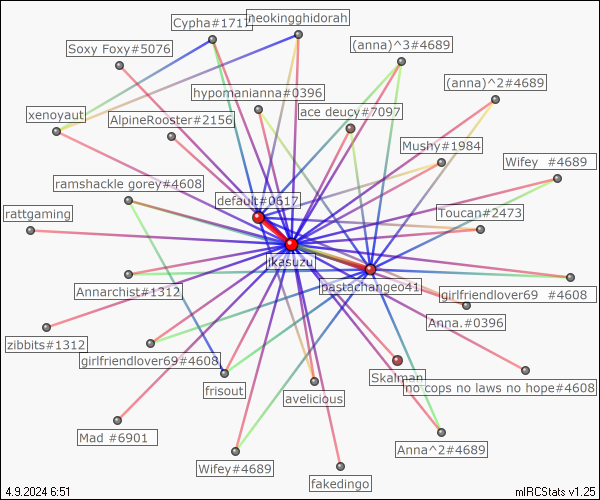 Cypha#1717
neokingghidorah
Soxy Foxy#5076
(anna)^3#4689
(anna)^2#4689
hypomanianna#0396
xenoyaut
AlpineRooster#2156
ace deucy#7097
Mushy#1984
Wifey #4689
ramshackle gorey#4608
default#0617
rattgaming
Toucan#2473
jkasuzu
pastachangeo41
Annarchist#1312
girlfriendlover69 #4608
Anna.#0396
zibbits#1312
girlfriendlover69#4608
Skalman
frisout
no cops no laws no hope#4608
avelicious
Mad #6901
Anna^2#4689
Wifey#4689
fakedingo
4.9.2024 6:51
mIRCStats v1.25